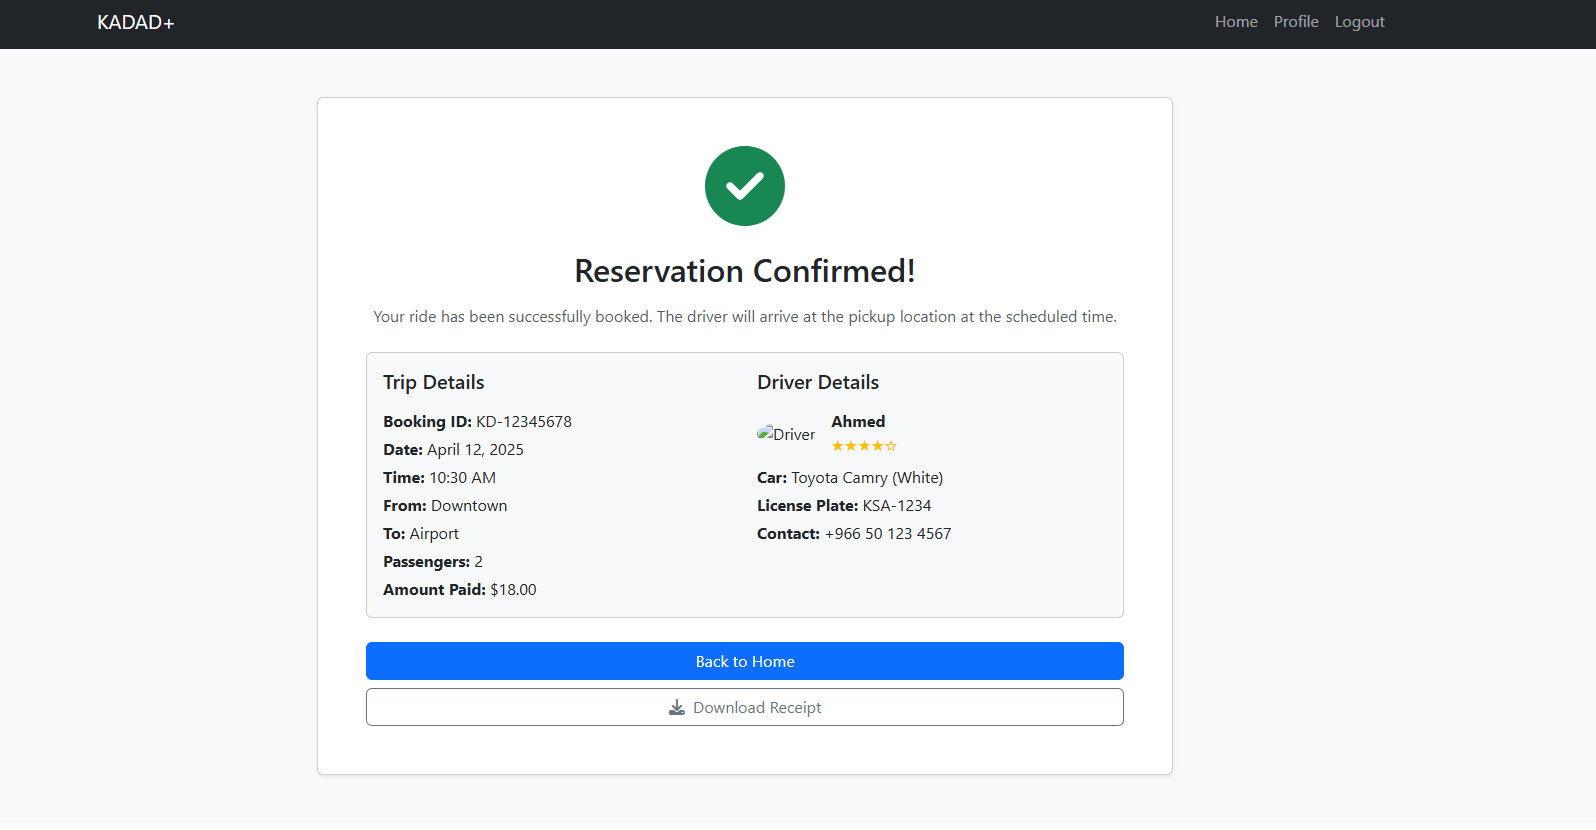 KADAD+
Home Profile Logout
Reservation Confirmed!
Your ride has been successfully booked. The driver will arrive at the pickup location at the scheduled time.
Trip Details
Booking ID: KD-12345678
Date: April 12, 2025
Time: 10:30 AM
From: Downtown
To: Airport
Passengers: 2
Amount Paid: $18.00
Driver Details
Driver
Ahmed
★★★★☆
Car: Toyota Camry (White)
License Plate: KSA-1234
Contact: +966 50 123 4567
Back to Home
Download Receipt